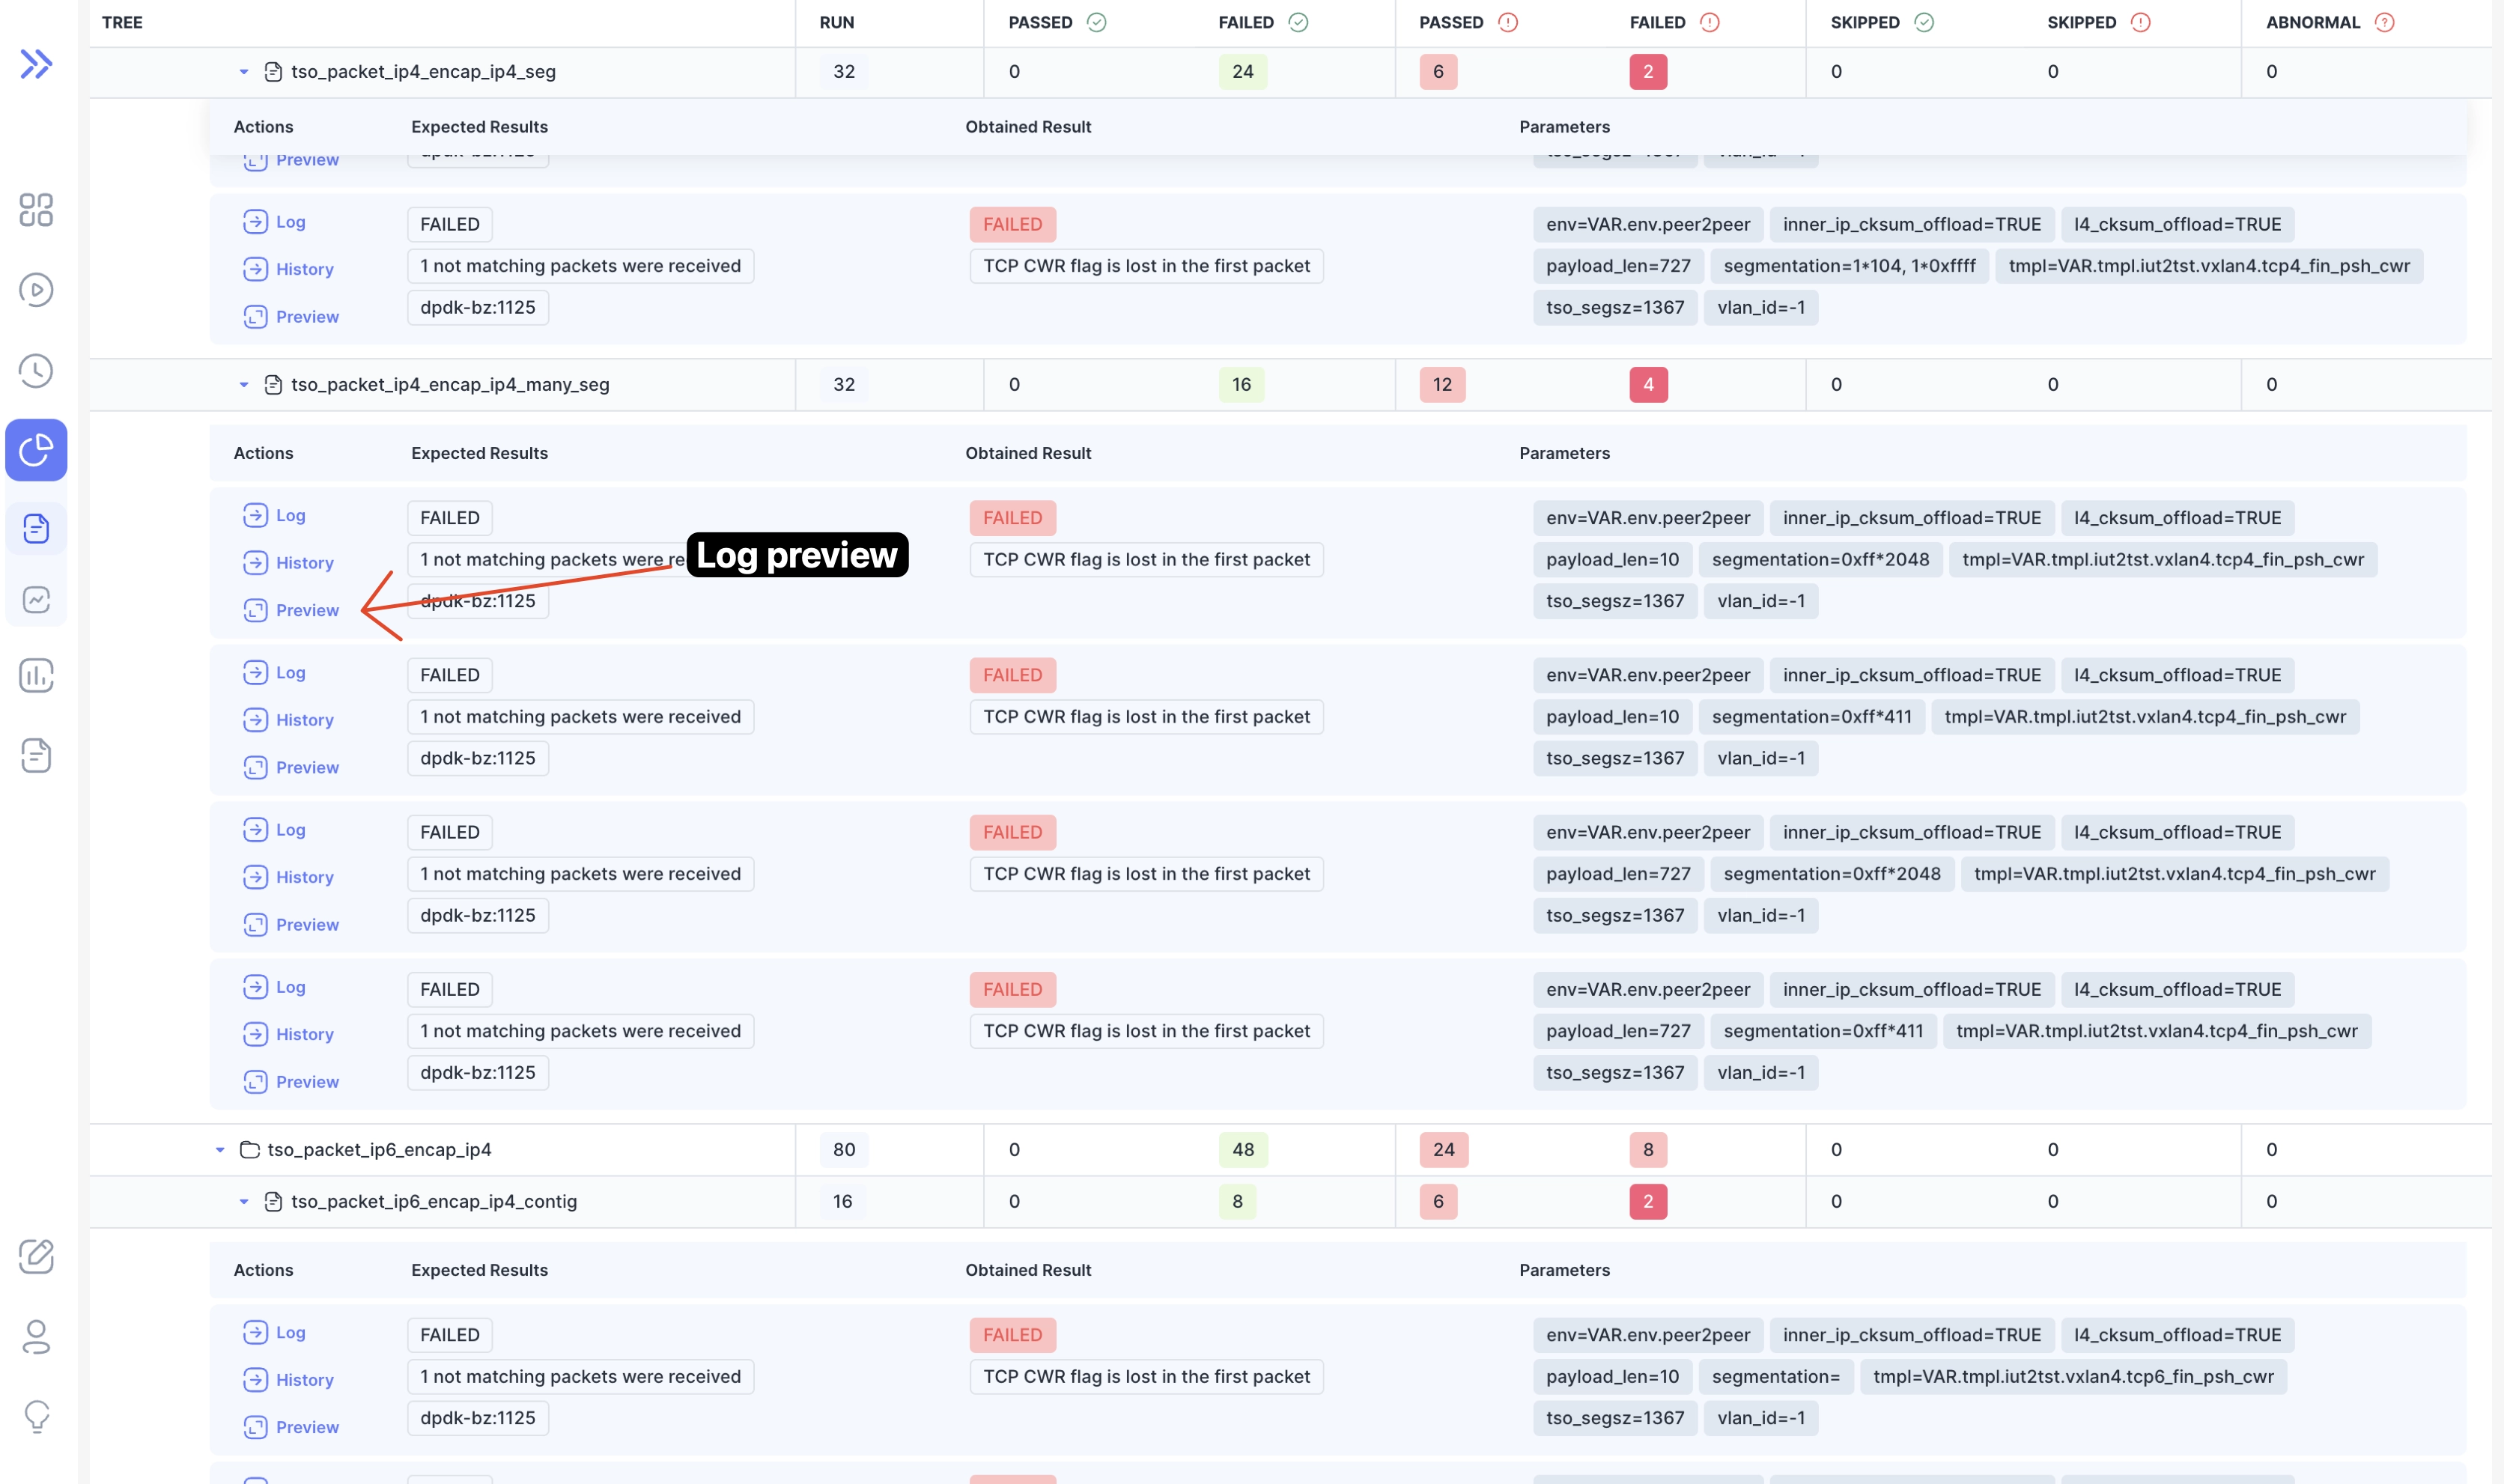 TREE RUN PASSED FAILED PASSED FAILED SKIPPED SKIPPED ABNORMAL
tso_packet_ip4_encap_ip4_seg 32 0 24 6 2 0 0 0
Actions Expected Results Obtained Result Parameters
Preview dpdk-bz:1125 tso_segsz=1367 vlan_id=-1
Log FAILED FAILED env=VAR.env.peer2peer inner_ip_cksum_offload=TRUE l4_cksum_offload=TRUE
History 1 not matching packets were received TCP CWR flag is lost in the first packet payload_len=727 segmentation=1*104, 1*0xffff tmpl=VAR.tmpl.iut2tst.vxlan4.tcp4_fin_psh_cwr
Preview dpdk-bz:1125 tso_segsz=1367 vlan_id=-1
tso_packet_ip4_encap_ip4_many_seg 32 0 16 12 4 0 0 0
Actions Expected Results Obtained Result Parameters
Log FAILED FAILED env=VAR.env.peer2peer inner_ip_cksum_offload=TRUE l4_cksum_offload=TRUE
History 1 not matching packets were re Log preview TCP CWR flag is lost in the first packet payload_len=10 segmentation=0xff*2048 tmpl=VAR.tmpl.iut2tst.vxlan4.tcp4_fin_psh_cwr
Preview dpdk-bz:1125 tso_segsz=1367 vlan_id=-1
Log FAILED FAILED env=VAR.env.peer2peer inner_ip_cksum_offload=TRUE l4_cksum_offload=TRUE
History 1 not matching packets were received TCP CWR flag is lost in the first packet payload_len=10 segmentation=0xff*411 tmpl=VAR.tmpl.iut2tst.vxlan4.tcp4_fin_psh_cwr
Preview dpdk-bz:1125 tso_segsz=1367 vlan_id=-1
Log FAILED FAILED env=VAR.env.peer2peer inner_ip_cksum_offload=TRUE l4_cksum_offload=TRUE
History 1 not matching packets were received TCP CWR flag is lost in the first packet payload_len=727 segmentation=0xff*2048 tmpl=VAR.tmpl.iut2tst.vxlan4.tcp4_fin_psh_cwr
Preview dpdk-bz:1125 tso_segsz=1367 vlan_id=-1
Log FAILED FAILED env=VAR.env.peer2peer inner_ip_cksum_offload=TRUE l4_cksum_offload=TRUE
History 1 not matching packets were received TCP CWR flag is lost in the first packet payload_len=727 segmentation=0xff*411 tmpl=VAR.tmpl.iut2tst.vxlan4.tcp4_fin_psh_cwr
Preview dpdk-bz:1125 tso_segsz=1367 vlan_id=-1
tso_packet_ip6_encap_ip4 80 0 48 24 8 0 0 0
tso_packet_ip6_encap_ip4_contig 16 0 8 6 2 0 0 0
Actions Expected Results Obtained Result Parameters
Log FAILED FAILED env=VAR.env.peer2peer inner_ip_cksum_offload=TRUE l4_cksum_offload=TRUE
History 1 not matching packets were received TCP CWR flag is lost in the first packet payload_len=10 segmentation= tmpl=VAR.tmpl.iut2tst.vxlan4.tcp6_fin_psh_cwr
Preview dpdk-bz:1125 tso_segsz=1367 vlan_id=-1